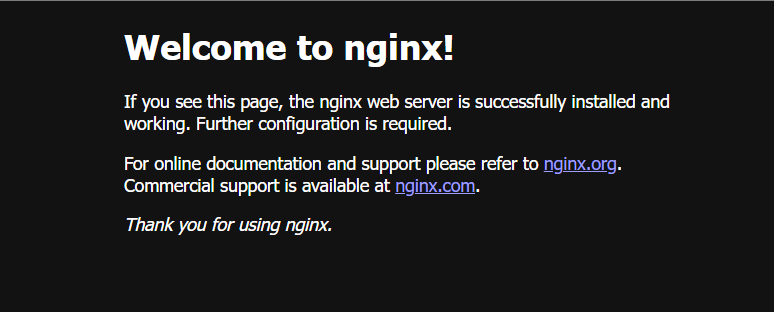 Welcome to nginx!
If you see this page, the nginx web server is successfully installed and
working. Further configuration is required.
For online documentation and support please refer to nginx.org.
Commercial support is available at nginx.com.
Thank you for using nginx.